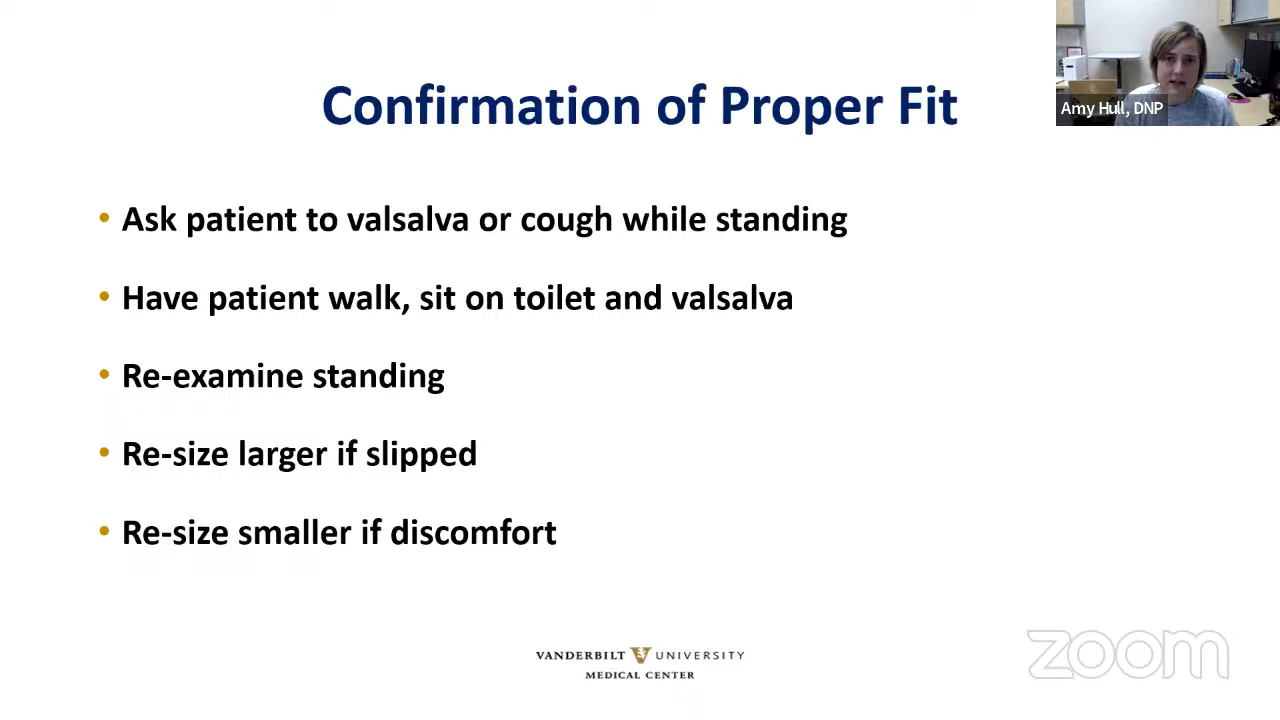 Confirmation of Proper Fit
Amy Hull, DNP
• Ask patient to valsalva or cough while standing
• Have patient walk, sit on toilet and valsalva
• Re-examine standing
• Re-size larger if slipped
• Re-size smaller if discomfort
VANDERBILT V UNIVERSITY
MEDICAL CENTER
zoom